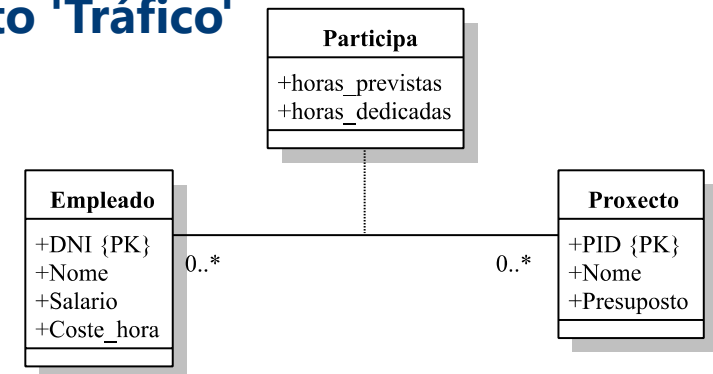 to 'Tráfico'
Participa
+horas_previstas
+horas_dedicadas
Empleado
+DNI {PK}
+Nome
+Salario
+Coste_hora
0..*
0..*
Proxecto
+PID {PK}
+Nome
+Presuposto